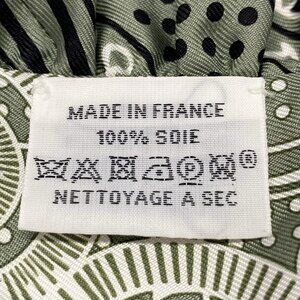 MADE IN FRANCE
100% SOIE
®
NETTOYAGE A SEC